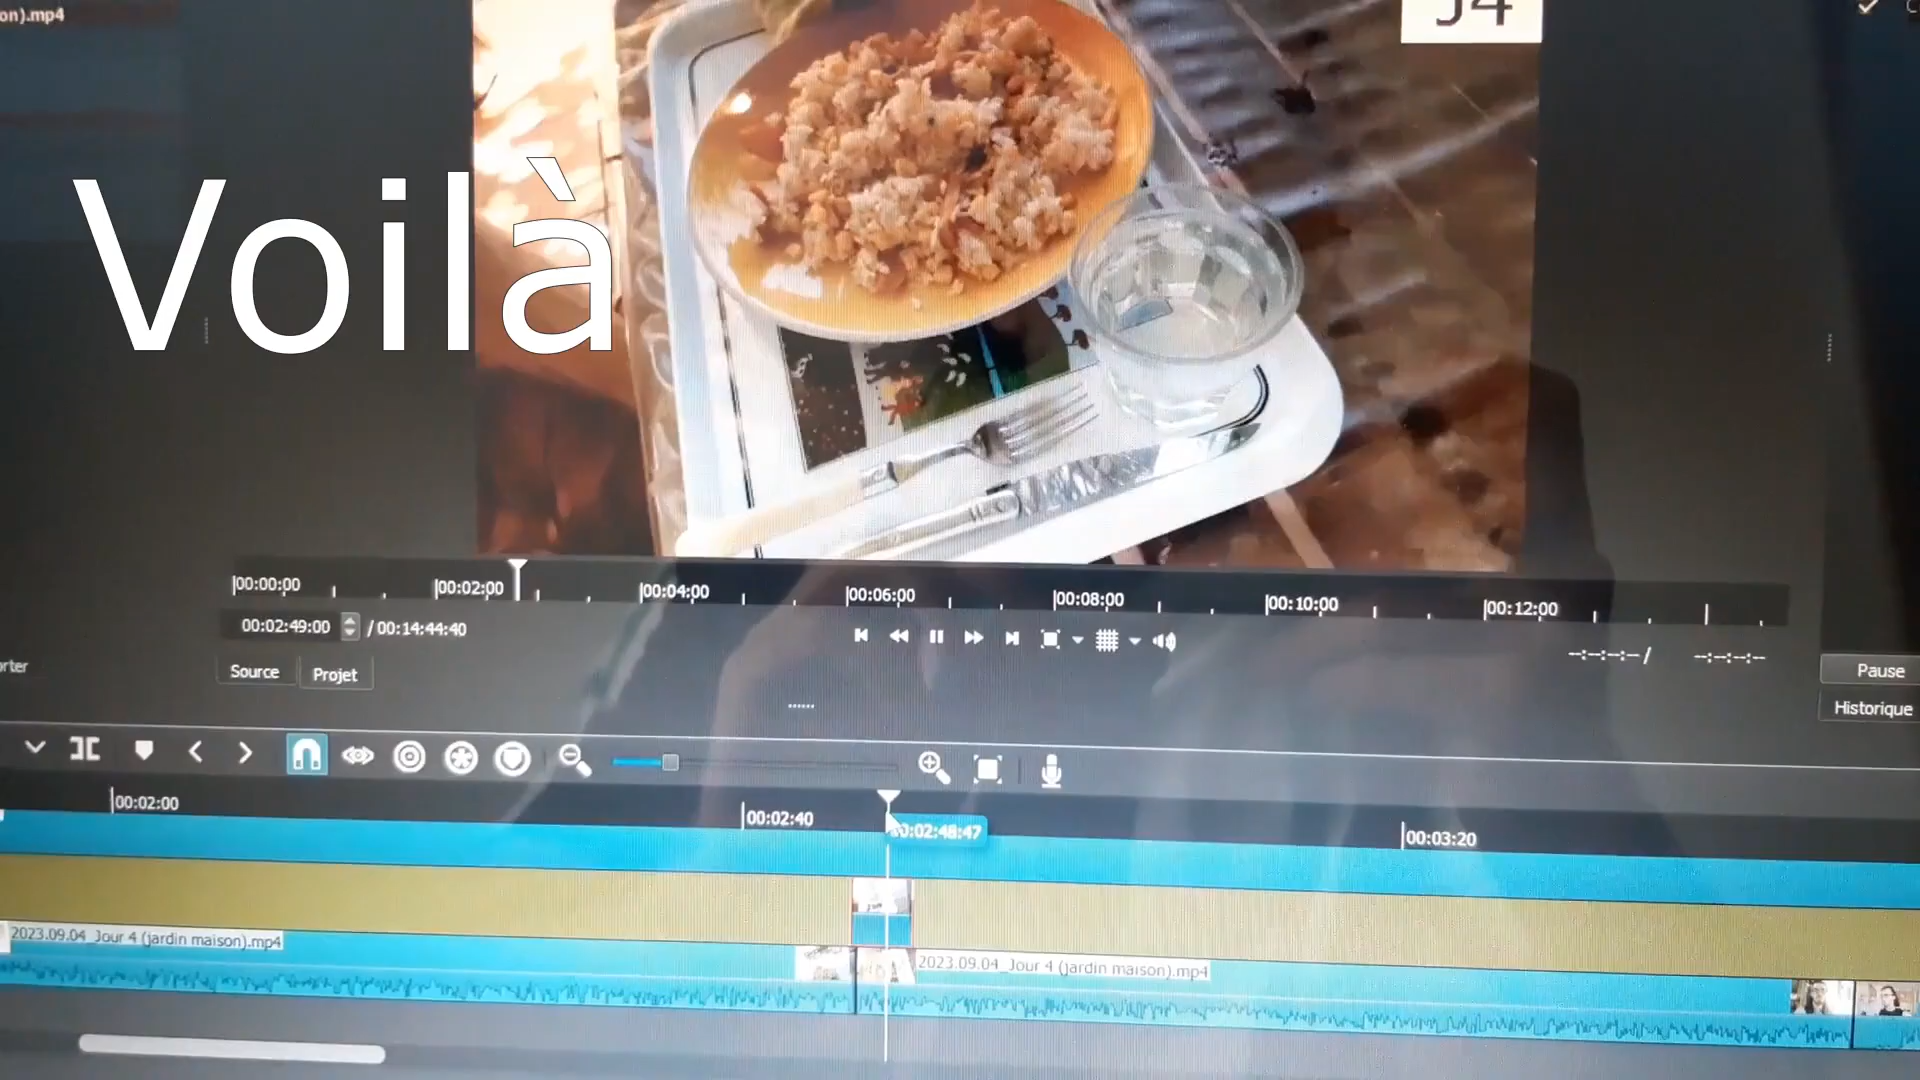 on).mp4
J4
Voilà
00:00:00
00:02:00
00:04:00
00:06:00
00:08:00
00:10:00
00:12:00
00:02:49:00
/ 00:14:44:40
--:--:--:-- /
--:--:--:--
orter
Source
Projet
Pause
Historique
00:02:00
00:02:40
00:02:48:47
00:03:20
2023.09.04_Jour 4 (jardin maison).mp4
2023.09.04_Jour 4 (jardin maison).mp4